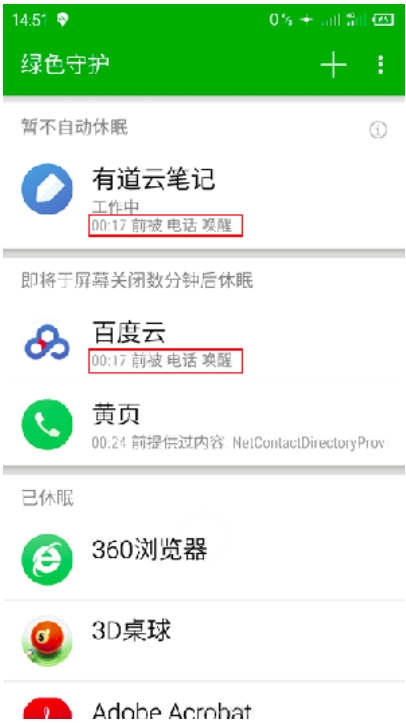 14:51 0%
绿色守护
暂不自动休眠
有道云笔记
工作中
00:17 前被 电话 唤醒
即将于屏幕关闭数分钟后休眠
百度云
00:17 前被 电话 唤醒
黄页
00:24 前提供过内容: NetContactDirectoryProvi
已休眠
360浏览器
3D桌球
Adobe Acrobat